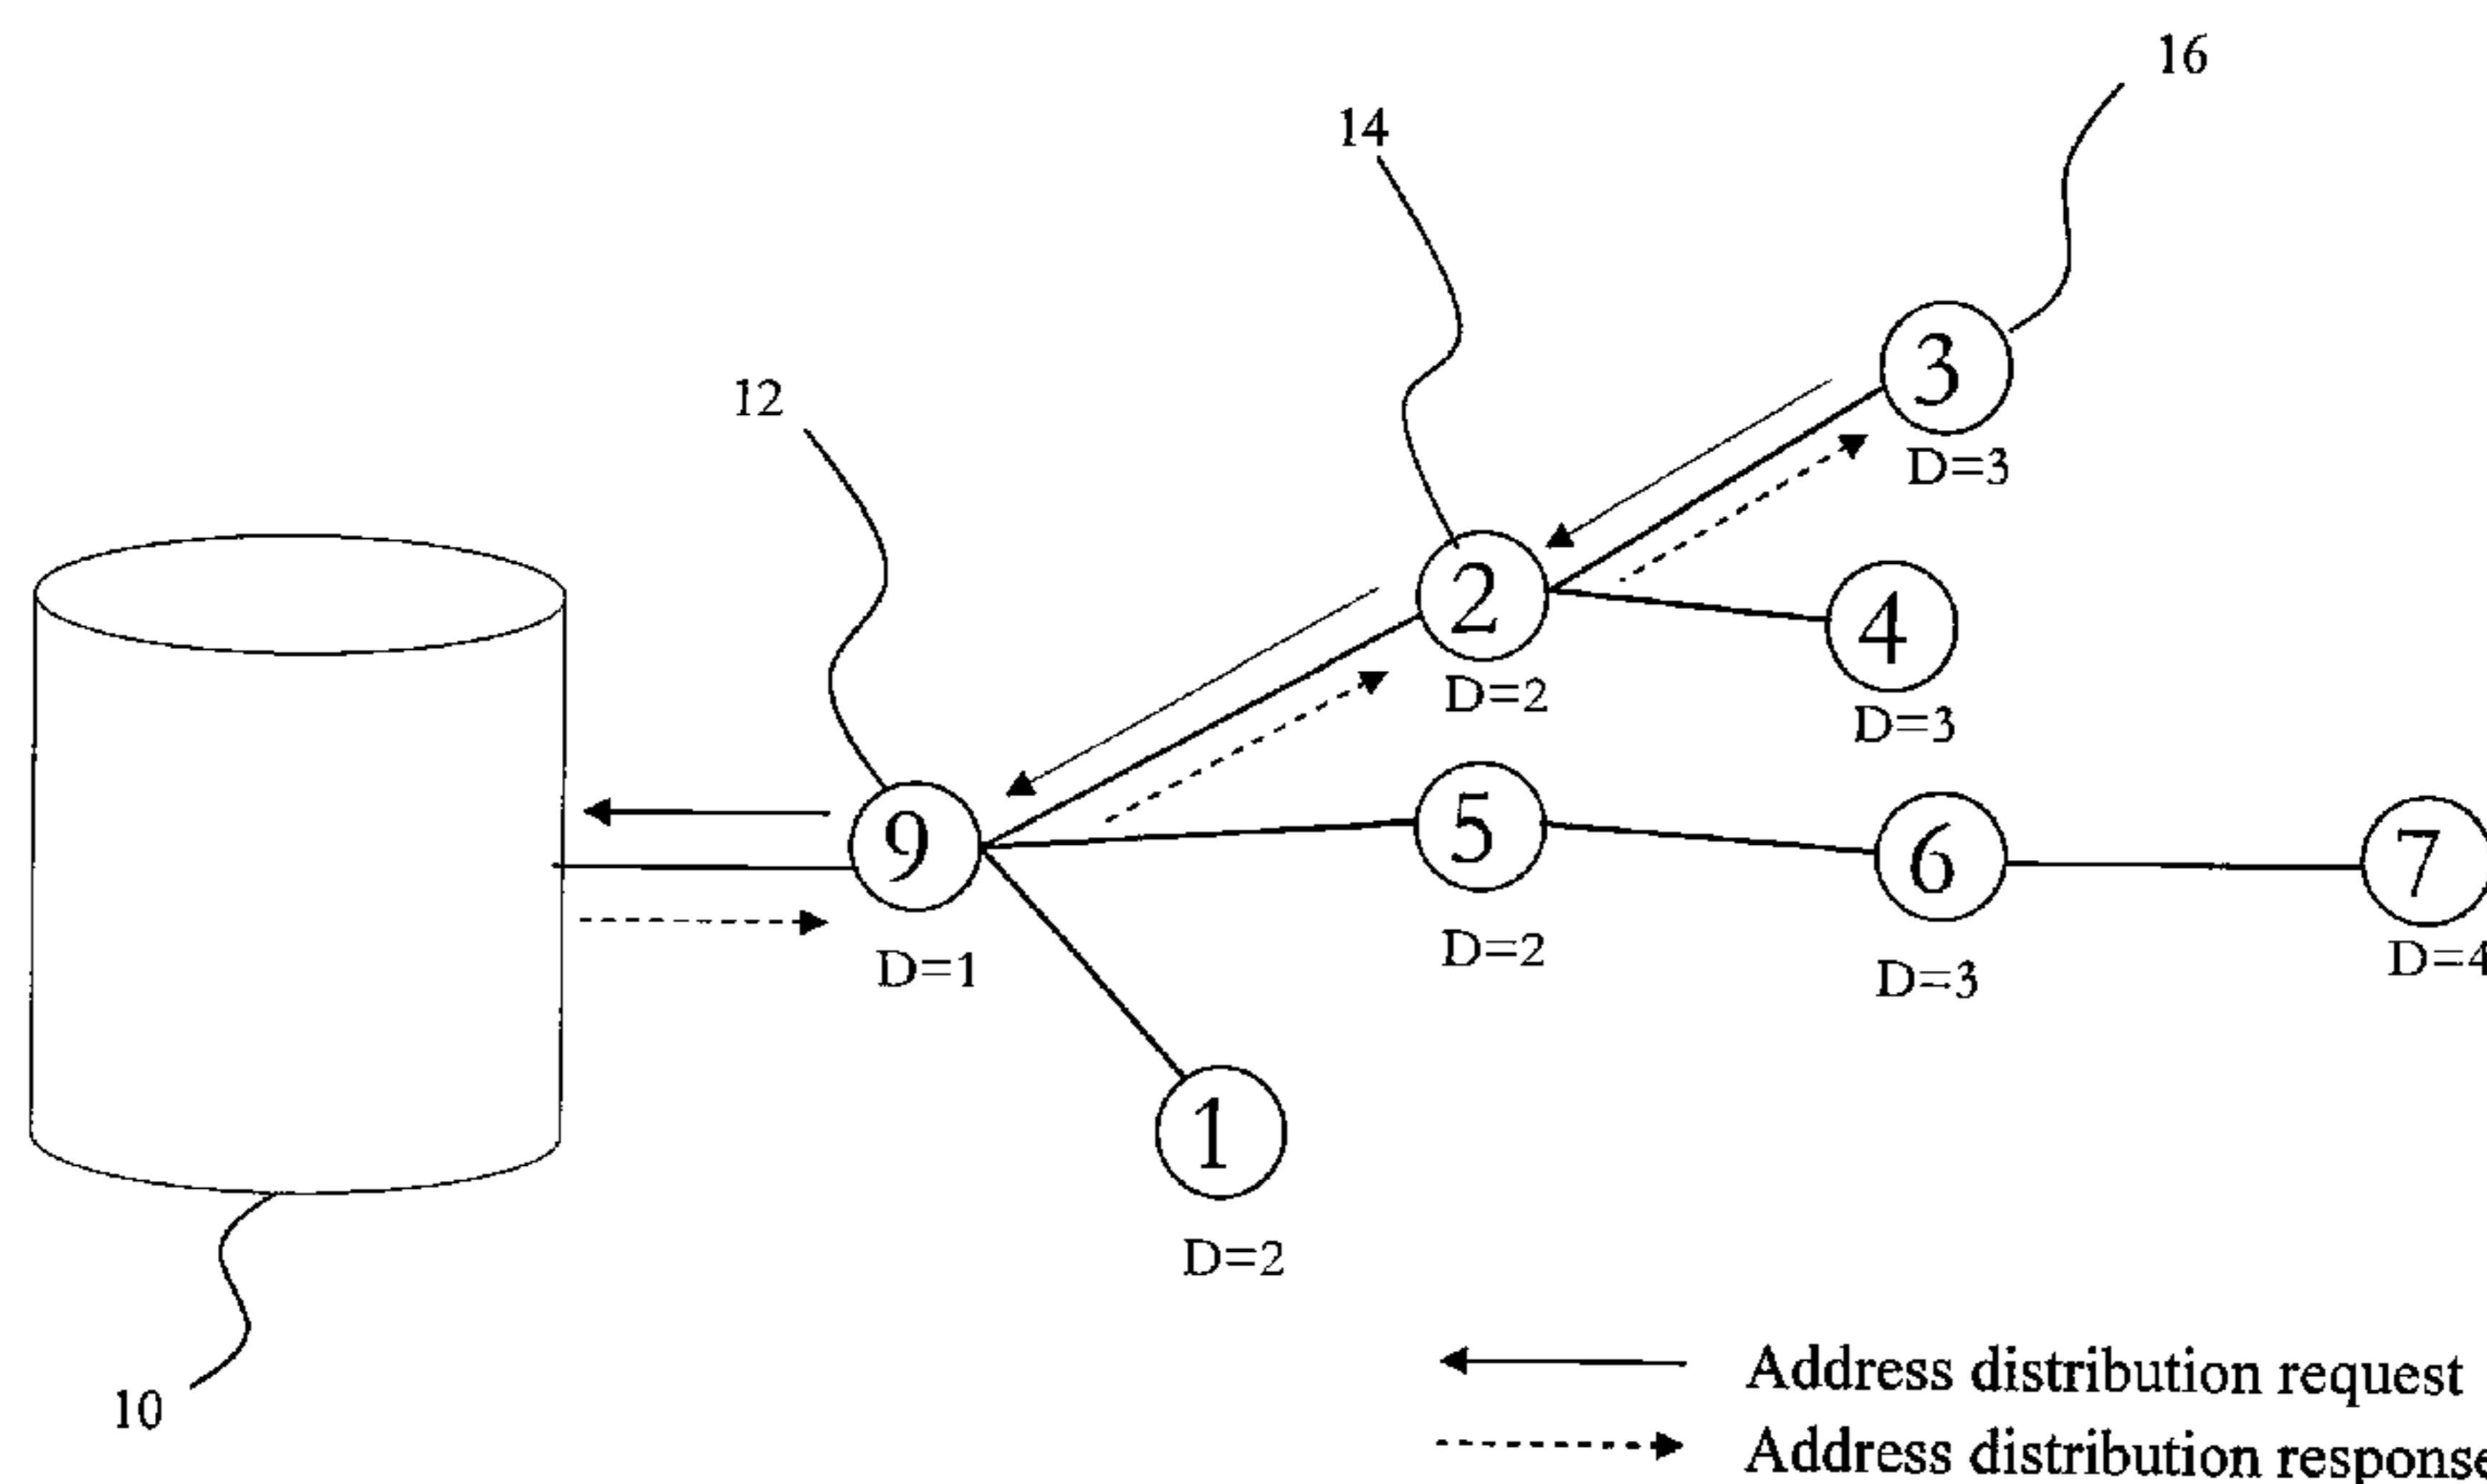 16
14
12
3
D=3
2
D=2
4
D=3
9
D=1
5
D=2
6
D=3
7
D=4
1
D=2
10
Address distribution request
Address distribution response